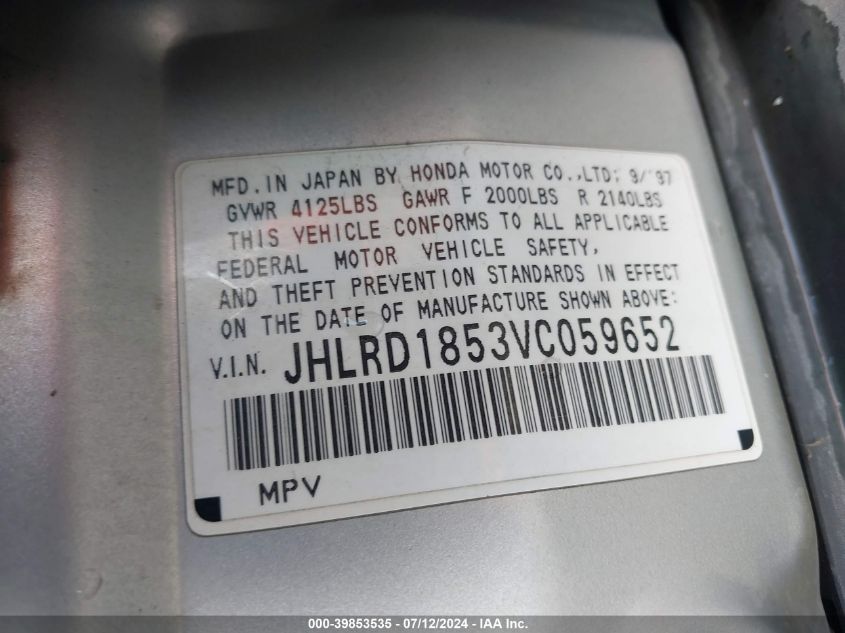 MFD. IN JAPAN BY HONDA MOTOR CO.,LTD; 9/'97
GVWR 4125LBS GAWR F 2000LBS R 2140LBS
THIS VEHICLE CONFORMS TO ALL APPLICABLE
FEDERAL MOTOR VEHICLE SAFETY,
AND THEFT PREVENTION STANDARDS IN EFFECT
ON THE DATE OF MANUFACTURE SHOWN ABOVE:
V.I.N. JHLRD1853VC059652
MPV
000-39853535 - 07/12/2024 - IAA Inc.